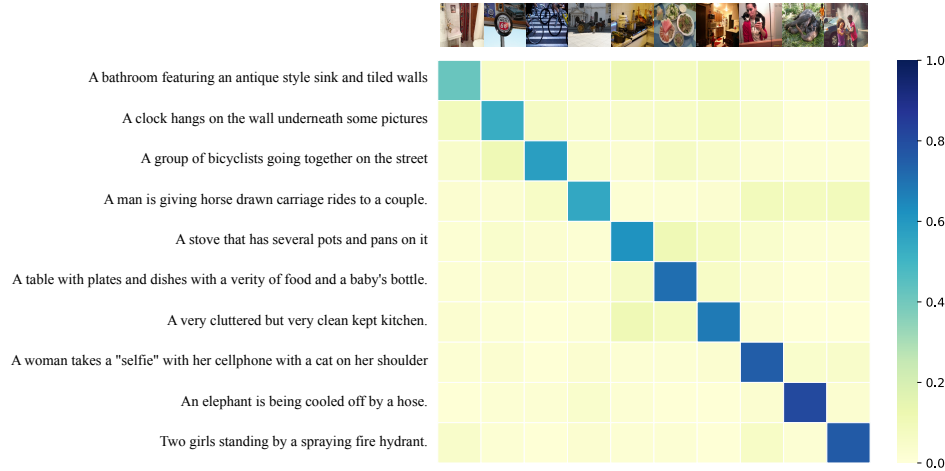 A bathroom featuring an antique style sink and tiled walls
A clock hangs on the wall underneath some pictures
A group of bicyclists going together on the street
A man is giving horse drawn carriage rides to a couple.
A stove that has several pots and pans on it
A table with plates and dishes with a verity of food and a baby's bottle.
A very cluttered but very clean kept kitchen.
A woman takes a "selfie" with her cellphone with a cat on her shoulder
An elephant is being cooled off by a hose.
Two girls standing by a spraying fire hydrant.
1.0
0.8
0.6
0.4
0.2
0.0